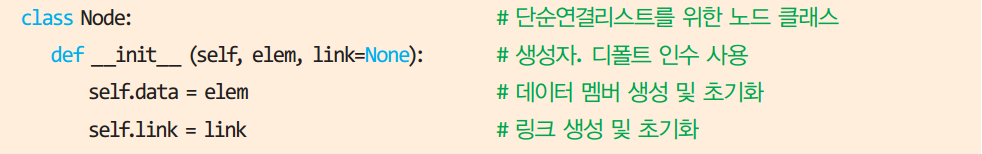 class Node:	# 단순연결리스트를 위한 노드 클래스
def __init__ (self, elem, link=None):	# 생성자. 디폴트 인수 사용
self.data = elem	# 데이터 멤버 생성 및 초기화
self.link = link	# 링크 생성 및 초기화